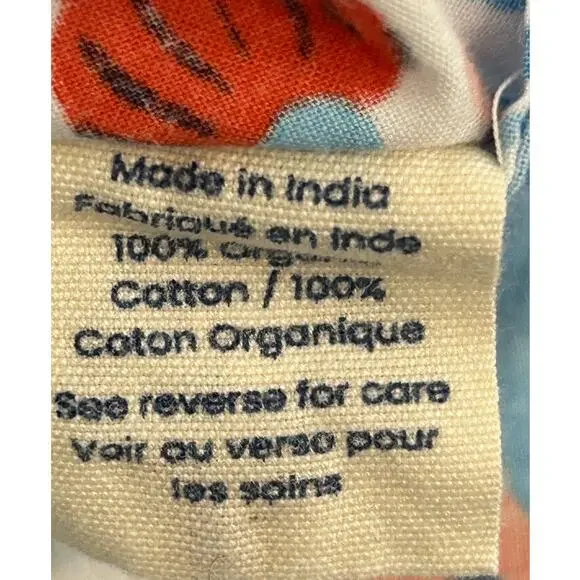 Made in India
Fabriqué en Inde
100% Organic
Cotton / 100%
Coton Organique
See reverse for care
Voir au verso pour
les soins